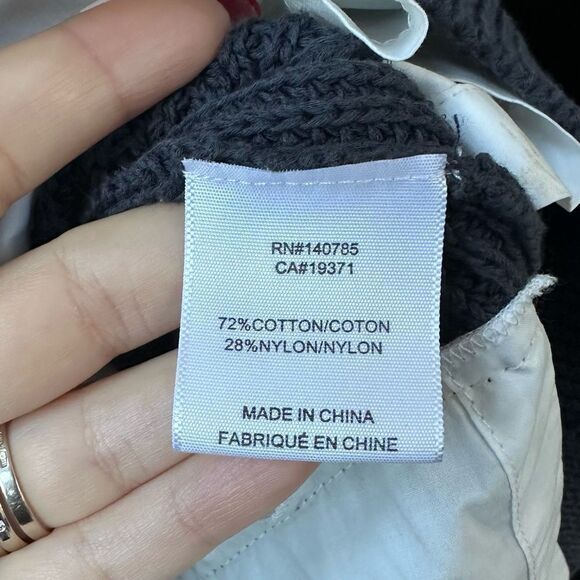 RN#140785
CA#19371
72%COTTON/COTON
28%NYLON/NYLON
MADE IN CHINA
FABRIQUÉ EN CHINE